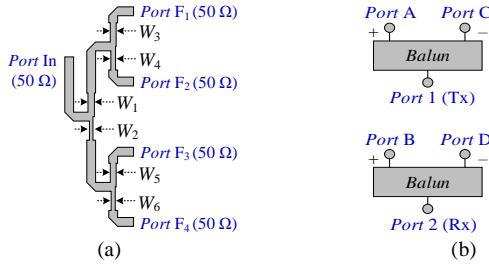 Port F₁ (50 Ω)
W₃
Port In
(50 Ω)
W₄
Port F₂ (50 Ω)
W₁
W₂
Port F₃ (50 Ω)
W₅
W₆
Port F₄ (50 Ω)
(a)
Port A Port C
+ −
Balun
Port 1 (Tx)
Port B Port D
+ −
Balun
Port 2 (Rx)
(b)